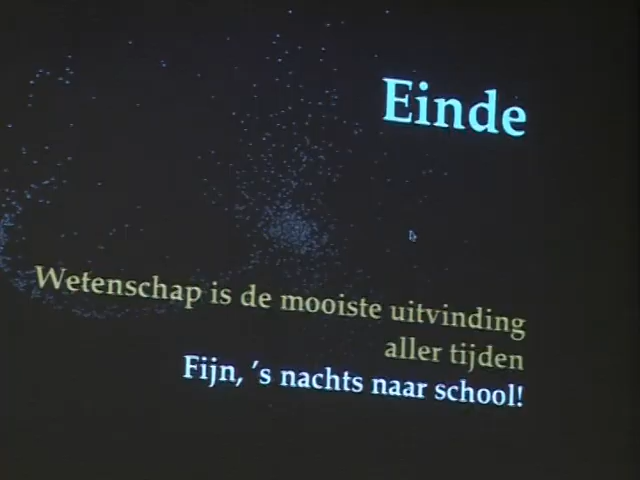 Einde
Wetenschap is de mooiste uitvinding
aller tijden
Fijn, 's nachts naar school!